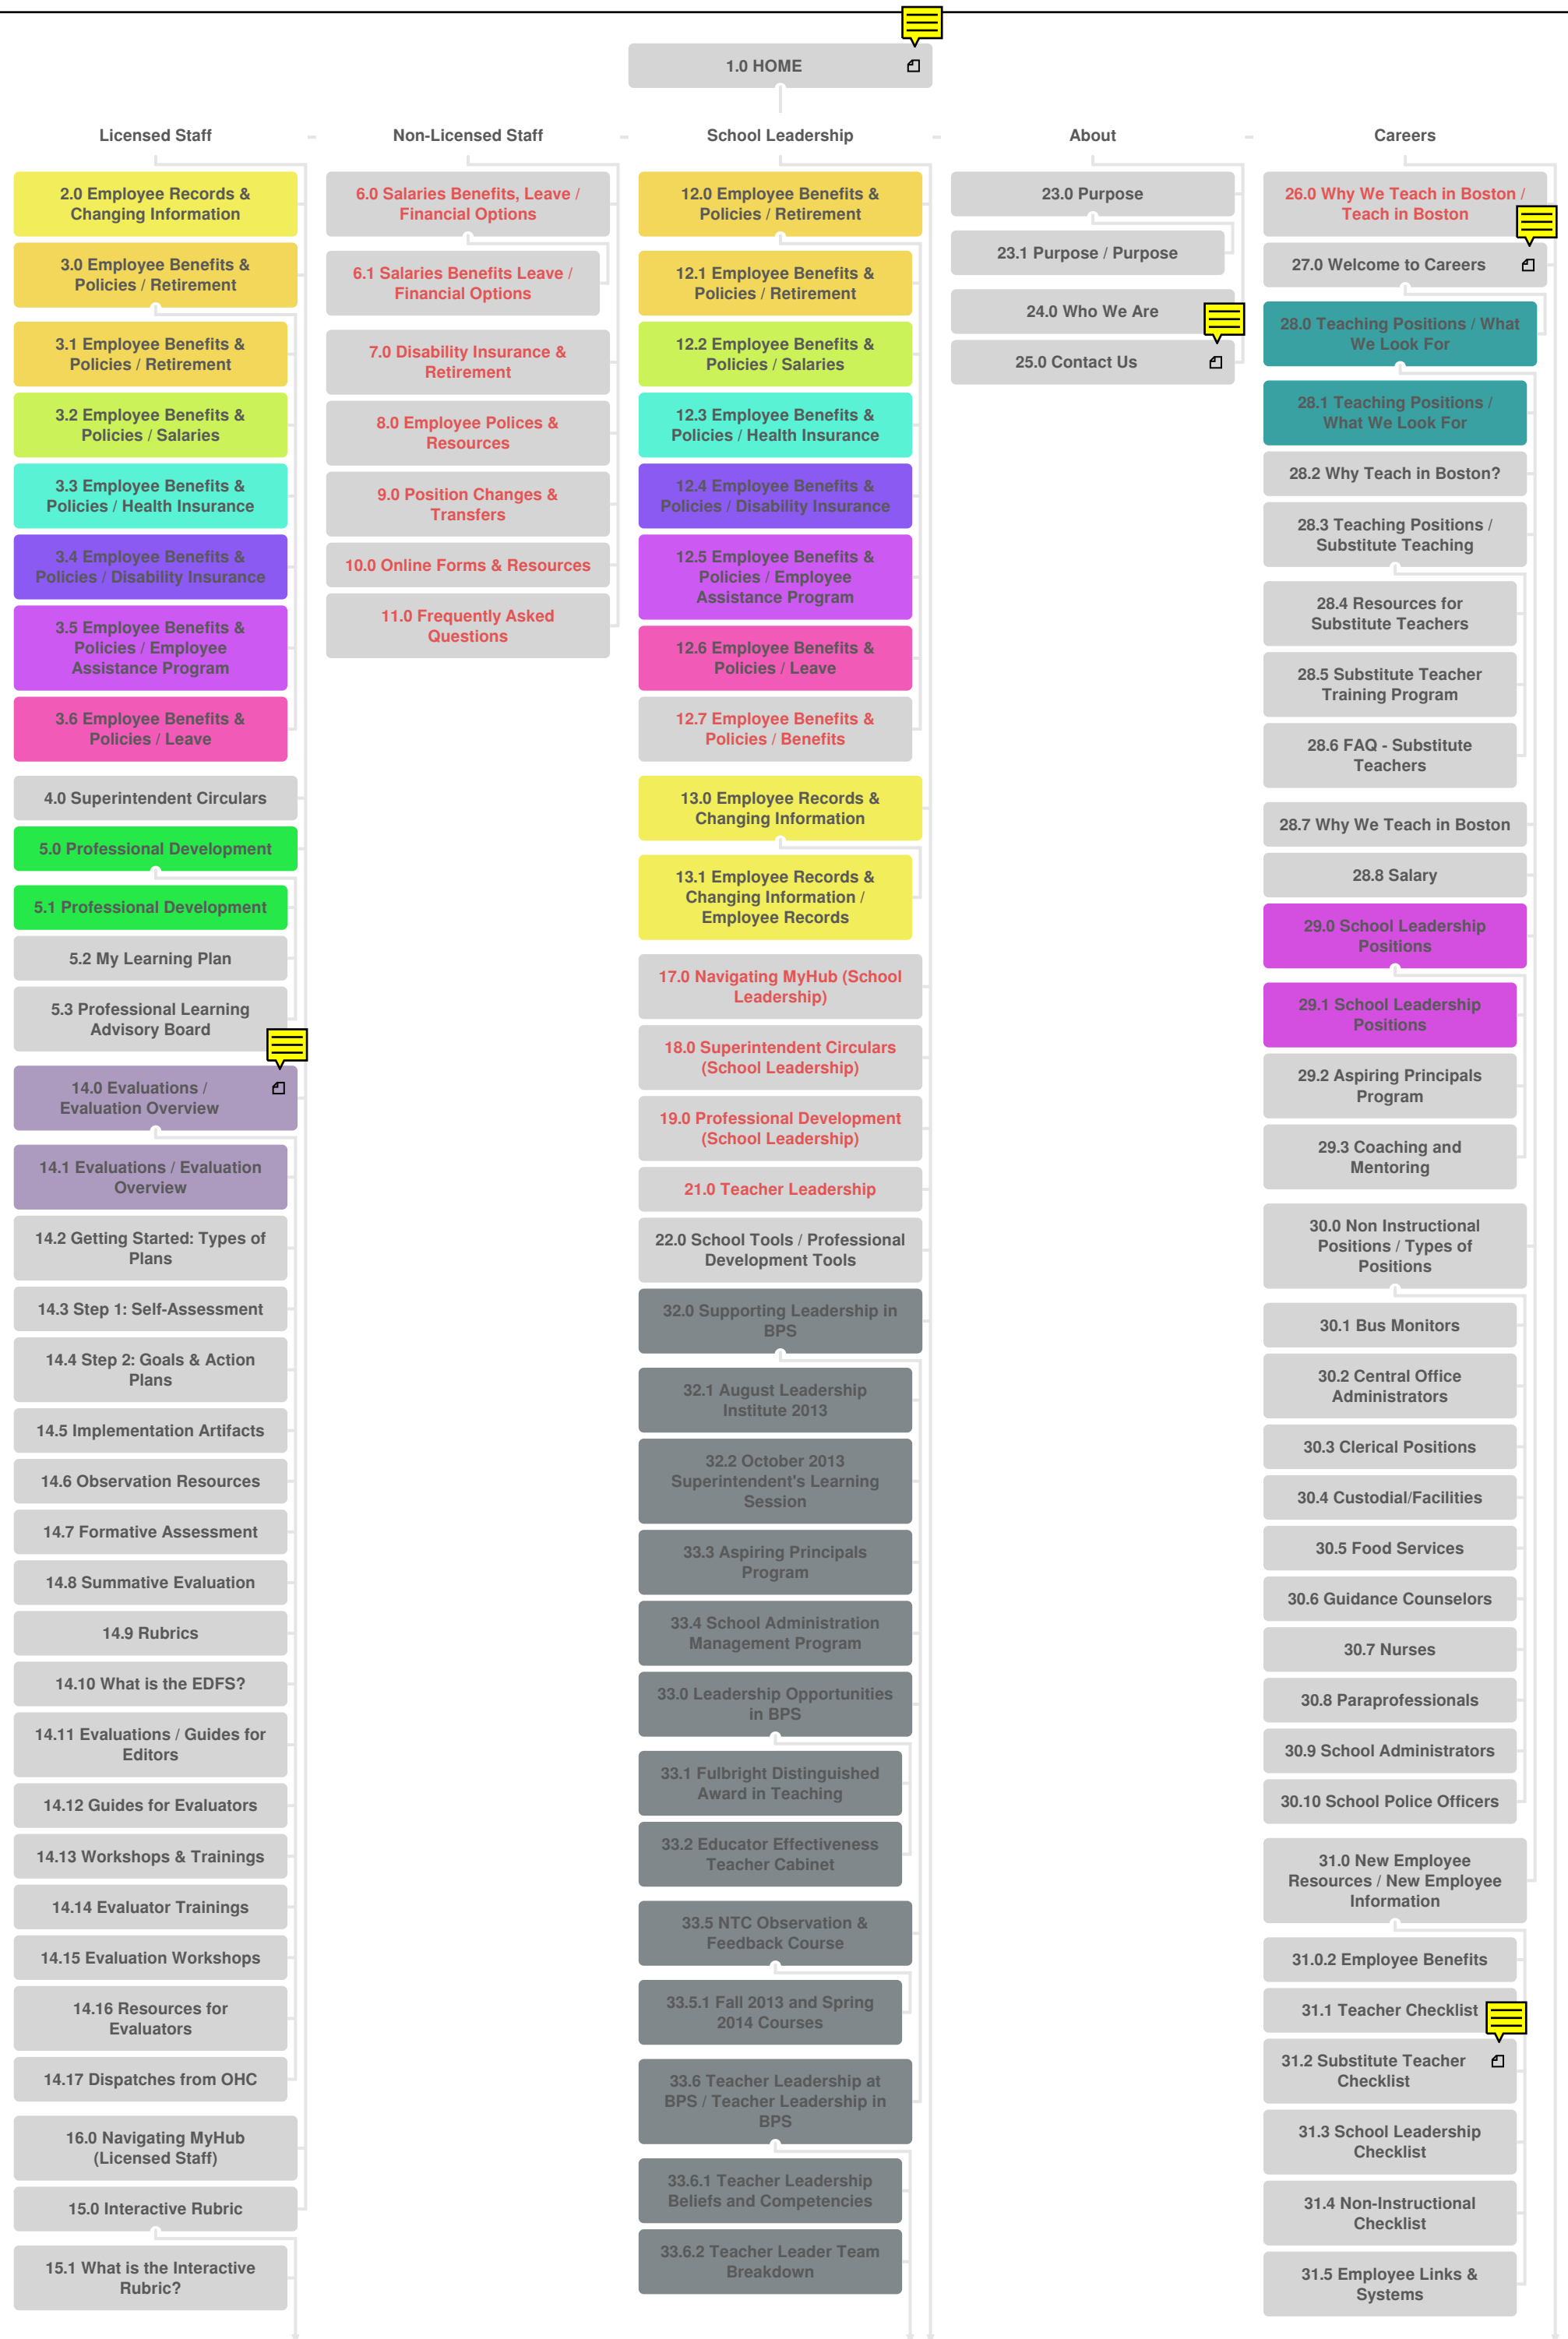 1.0 HOME
Licensed Staff
2.0 Employee Records &
Changing Information
3.0 Employee Benefits &
Policies / Retirement
3.1 Employee Benefits &
Policies / Retirement
3.2 Employee Benefits &
Policies / Salaries
3.3 Employee Benefits &
Policies / Health Insurance
3.4 Employee Benefits &
Policies / Disability Insurance
3.5 Employee Benefits &
Policies / Employee
Assistance Program
3.6 Employee Benefits &
Policies / Leave
4.0 Superintendent Circulars
5.0 Professional Development
5.1 Professional Development
5.2 My Learning Plan
5.3 Professional Learning
Advisory Board
14.0 Evaluations /
Evaluation Overview
14.1 Evaluations / Evaluation
Overview
14.2 Getting Started: Types of
Plans
14.3 Step 1: Self-Assessment
14.4 Step 2: Goals & Action
Plans
14.5 Implementation Artifacts
14.6 Observation Resources
14.7 Formative Assessment
14.8 Summative Evaluation
14.9 Rubrics
14.10 What is the EDFS?
14.11 Evaluations / Guides for
Editors
14.12 Guides for Evaluators
14.13 Workshops & Trainings
14.14 Evaluator Trainings
14.15 Evaluation Workshops
14.16 Resources for
Evaluators
14.17 Dispatches from OHC
16.0 Navigating MyHub
(Licensed Staff)
15.0 Interactive Rubric
15.1 What is the Interactive
Rubric?
Non-Licensed Staff
6.0 Salaries Benefits, Leave /
Financial Options
6.1 Salaries Benefits Leave /
Financial Options
7.0 Disability Insurance &
Retirement
8.0 Employee Polices &
Resources
9.0 Position Changes &
Transfers
10.0 Online Forms & Resources
11.0 Frequently Asked
Questions
School Leadership
12.0 Employee Benefits &
Policies / Retirement
12.1 Employee Benefits &
Policies / Retirement
12.2 Employee Benefits &
Policies / Salaries
12.3 Employee Benefits &
Policies / Health Insurance
12.4 Employee Benefits &
Policies / Disability Insurance
12.5 Employee Benefits &
Policies / Employee
Assistance Program
12.6 Employee Benefits &
Policies / Leave
12.7 Employee Benefits &
Policies / Benefits
13.0 Employee Records &
Changing Information
13.1 Employee Records &
Changing Information /
Employee Records
17.0 Navigating MyHub (School
Leadership)
18.0 Superintendent Circulars
(School Leadership)
19.0 Professional Development
(School Leadership)
21.0 Teacher Leadership
22.0 School Tools / Professional
Development Tools
32.0 Supporting Leadership in
BPS
32.1 August Leadership
Institute 2013
32.2 October 2013
Superintendent's Learning
Session
33.3 Aspiring Principals
Program
33.4 School Administration
Management Program
33.0 Leadership Opportunities
in BPS
33.1 Fulbright Distinguished
Award in Teaching
33.2 Educator Effectiveness
Teacher Cabinet
33.5 NTC Observation &
Feedback Course
33.5.1 Fall 2013 and Spring
2014 Courses
33.6 Teacher Leadership at
BPS / Teacher Leadership in
BPS
33.6.1 Teacher Leadership
Beliefs and Competencies
33.6.2 Teacher Leader Team
Breakdown
About
23.0 Purpose
23.1 Purpose / Purpose
24.0 Who We Are
25.0 Contact Us
Careers
26.0 Why We Teach in Boston /
Teach in Boston
27.0 Welcome to Careers
28.0 Teaching Positions / What
We Look For
28.1 Teaching Positions /
What We Look For
28.2 Why Teach in Boston?
28.3 Teaching Positions /
Substitute Teaching
28.4 Resources for
Substitute Teachers
28.5 Substitute Teacher
Training Program
28.6 FAQ - Substitute
Teachers
28.7 Why We Teach in Boston
28.8 Salary
29.0 School Leadership
Positions
29.1 School Leadership
Positions
29.2 Aspiring Principals
Program
29.3 Coaching and
Mentoring
30.0 Non Instructional
Positions / Types of
Positions
30.1 Bus Monitors
30.2 Central Office
Administrators
30.3 Clerical Positions
30.4 Custodial/Facilities
30.5 Food Services
30.6 Guidance Counselors
30.7 Nurses
30.8 Paraprofessionals
30.9 School Administrators
30.10 School Police Officers
31.0 New Employee
Resources / New Employee
Information
31.0.2 Employee Benefits
31.1 Teacher Checklist
31.2 Substitute Teacher
Checklist
31.3 School Leadership
Checklist
31.4 Non-Instructional
Checklist
31.5 Employee Links &
Systems